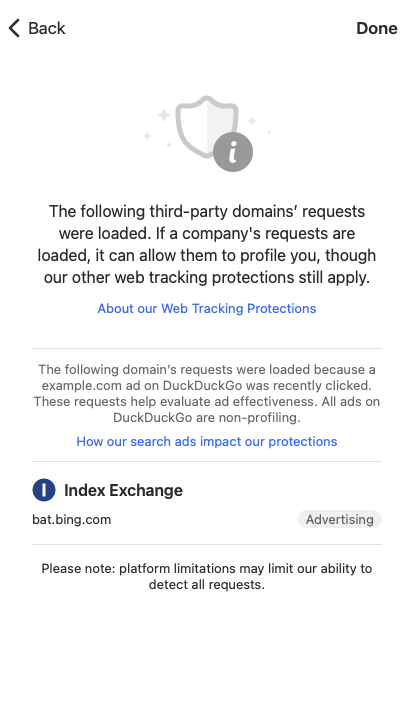 Back
Done
The following third-party domains’ requests
were loaded. If a company's requests are
loaded, it can allow them to profile you, though
our other web tracking protections still apply.
About our Web Tracking Protections
The following domain’s requests were loaded because a
example.com ad on DuckDuckGo was recently clicked.
These requests help evaluate ad effectiveness. All ads on
DuckDuckGo are non-profiling.
How our search ads impact our protections
I Index Exchange
bat.bing.com
Advertising
Please note: platform limitations may limit our ability to
detect all requests.